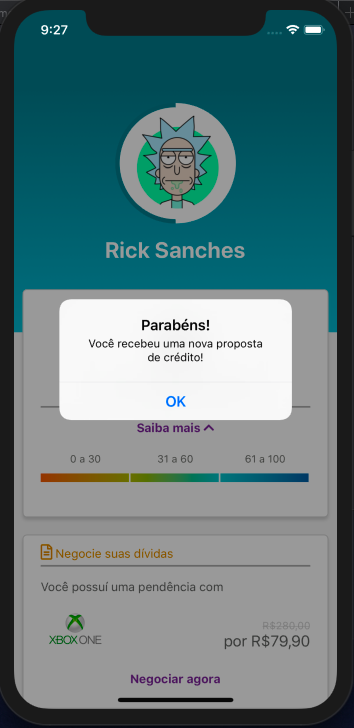 9:27
Rick Sanches
Parabéns!
Você recebeu uma nova proposta
de crédito!
OK
Saiba mais
0 a 30 31 a 60 61 a 100
Negocie suas dívidas
Você possuí uma pendência com
R$280,00
XBOX ONE
por R$79,90
Negociar agora